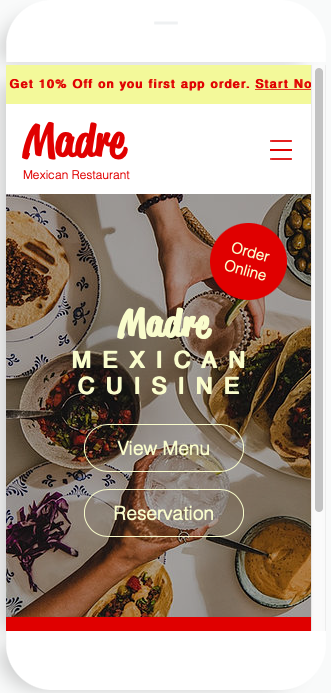 Get 10% Off on you first app order. Start No
Madre
Mexican Restaurant
Order
Online
Madre
MEXICAN
CUISINE
View Menu
Reservation